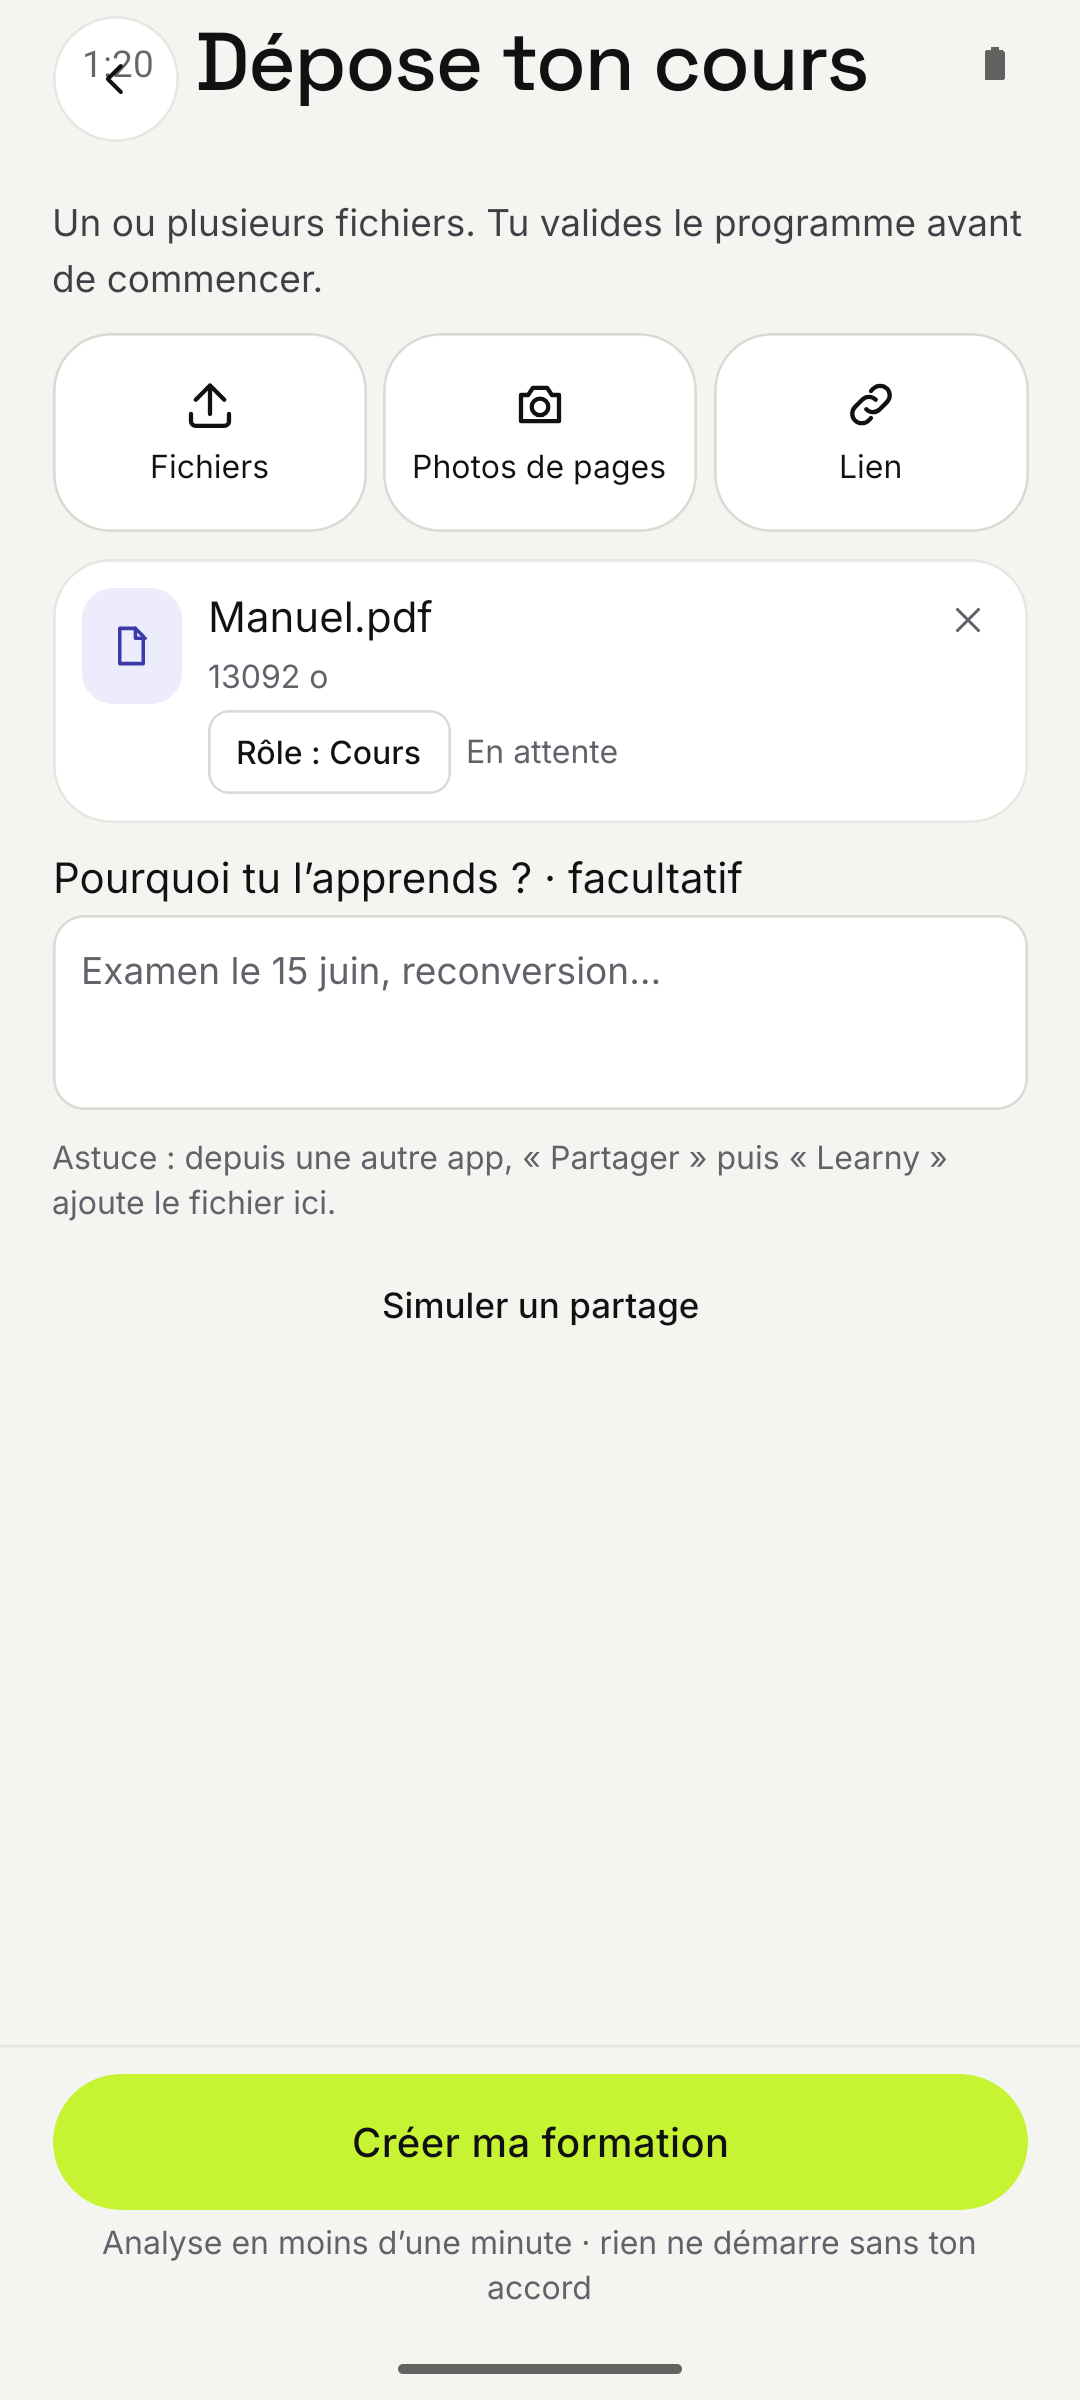 1:20
Dépose ton cours
Un ou plusieurs fichiers. Tu valides le programme avant
de commencer.
Fichiers
Photos de pages
Lien
Manuel.pdf
13092 o
Rôle : Cours
En attente
Pourquoi tu l’apprends ? · facultatif
Examen le 15 juin, reconversion…
Astuce : depuis une autre app, « Partager » puis « Learny »
ajoute le fichier ici.
Simuler un partage
Créer ma formation
Analyse en moins d’une minute · rien ne démarre sans ton
accord